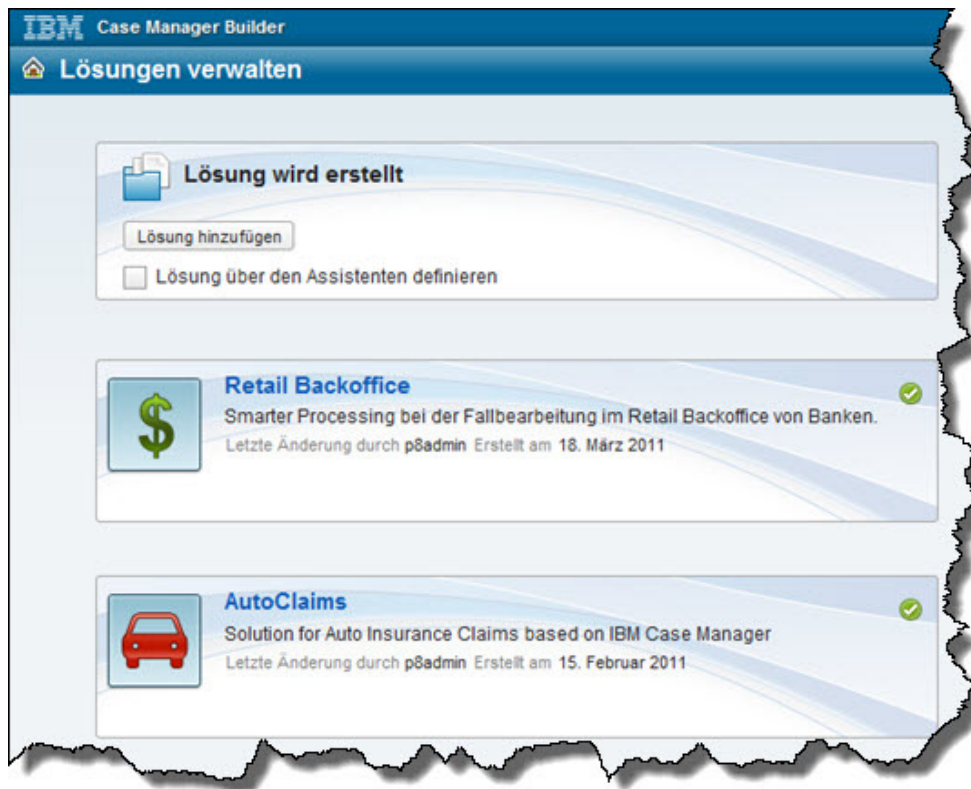 IBM Case Manager Builder
Lösungen verwalten
Lösung wird erstellt
Lösung hinzufügen
Lösung über den Assistenten definieren
Retail Backoffice
Smarter Processing bei der Fallbearbeitung im Retail Backoffice von Banken.
Letzte Änderung durch p8admin Erstellt am 18. März 2011
AutoClaims
Solution for Auto Insurance Claims based on IBM Case Manager
Letzte Änderung durch p8admin Erstellt am 15. Februar 2011